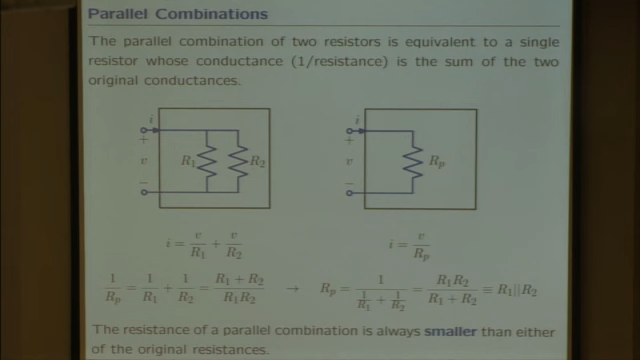 Parallel Combinations
The parallel combination of two resistors is equivalent to a single
resistor whose conductance (1/resistance) is the sum of the two
original conductances.
i i
+ +
v R₁ R₂ v Rₚ
− −
i = v/R₁ + v/R₂ i = v/Rₚ
1/Rₚ = 1/R₁ + 1/R₂ = (R₁ + R₂)/(R₁R₂) → Rₚ = 1/(1/R₁ + 1/R₂) = R₁R₂/(R₁ + R₂) ≡ R₁||R₂
The resistance of a parallel combination is always smaller than either
of the original resistances.